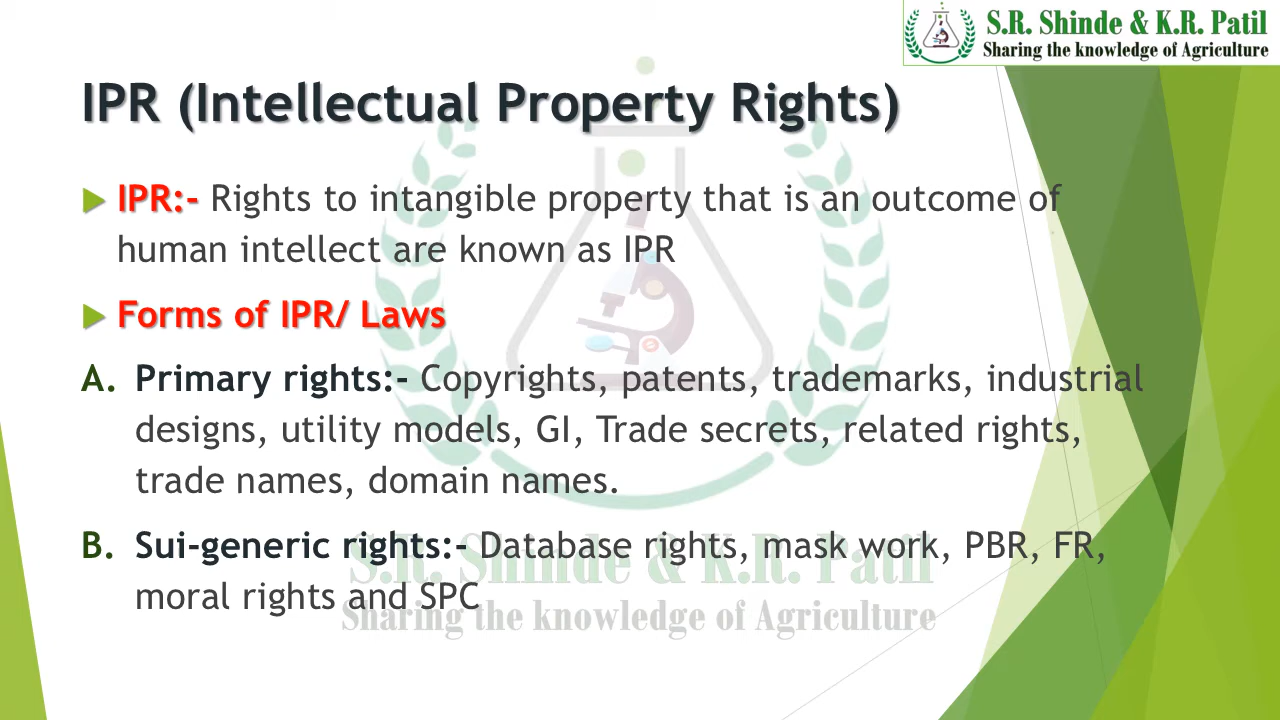 S.R. Shinde & K.R. Patil
Sharing the knowledge of Agriculture
IPR (Intellectual Property Rights)
IPR:- Rights to intangible property that is an outcome of
human intellect are known as IPR
Forms of IPR/ Laws
A. Primary rights:- Copyrights, patents, trademarks, industrial
designs, utility models, GI, Trade secrets, related rights,
trade names, domain names.
B. Sui-generic rights:- Database rights, mask work, PBR, FR,
moral rights and SPC
S.R. Shinde & K.R. Patil
Sharing the knowledge of Agriculture